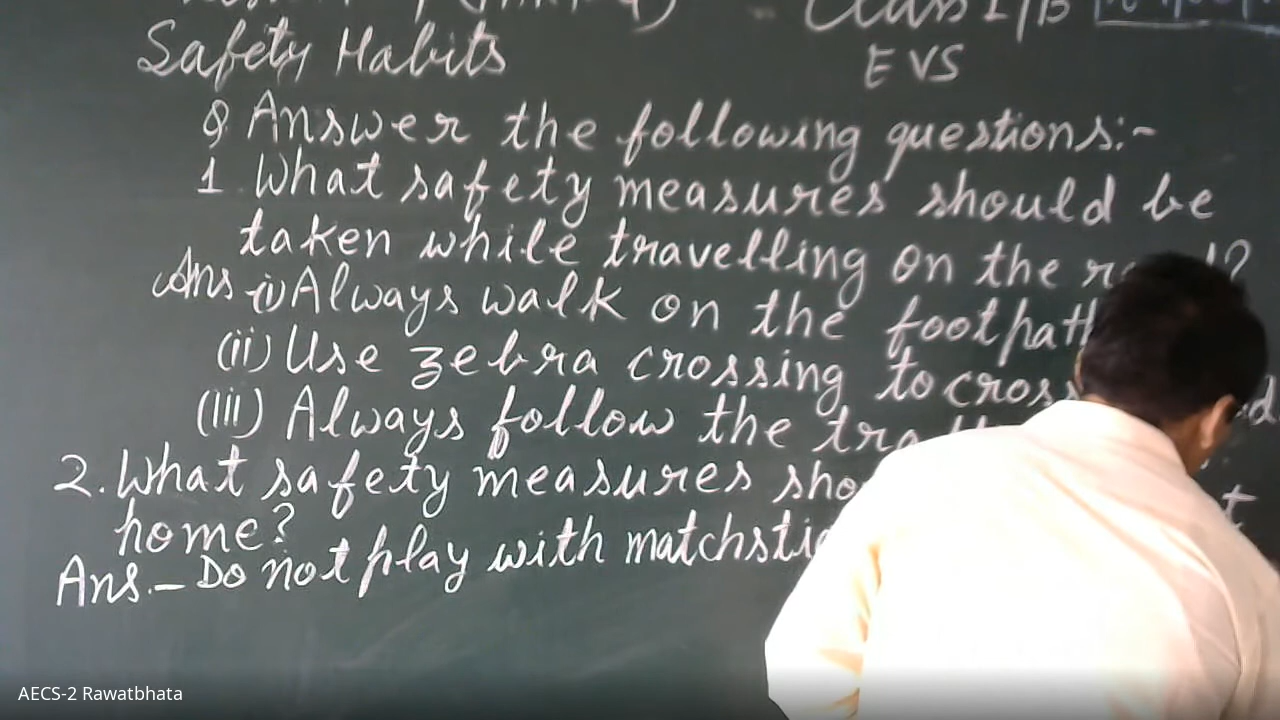 Class I/B
Safety Habits
EVS
Q Answer the following questions:-
1. What safety measures should be
taken while travelling on the
Ans (i) Always walk on the footpath
(ii) Use zebra crossing to cross
(iii) Always follow the
2. What safety measures
home?
Ans.- Do not play with
AECS-2 Rawatbhata